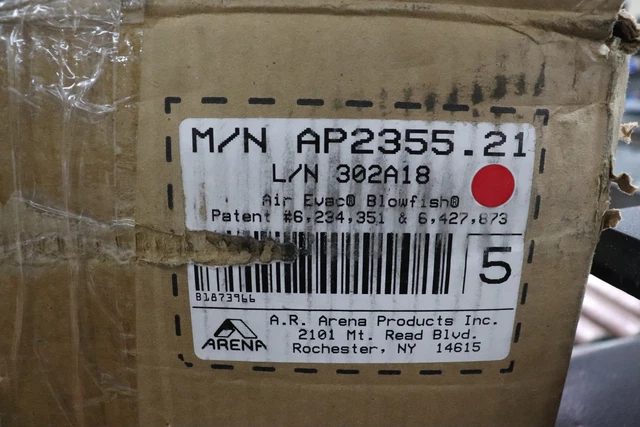 M/N AP2355.21
L/N 302A18
Air Evac® Blowfish®
Patent #6,234,351 & 6,427,873
5
B1873966
ARENA
A.R. Arena Products Inc.
2101 Mt. Read Blvd.
Rochester, NY 14615